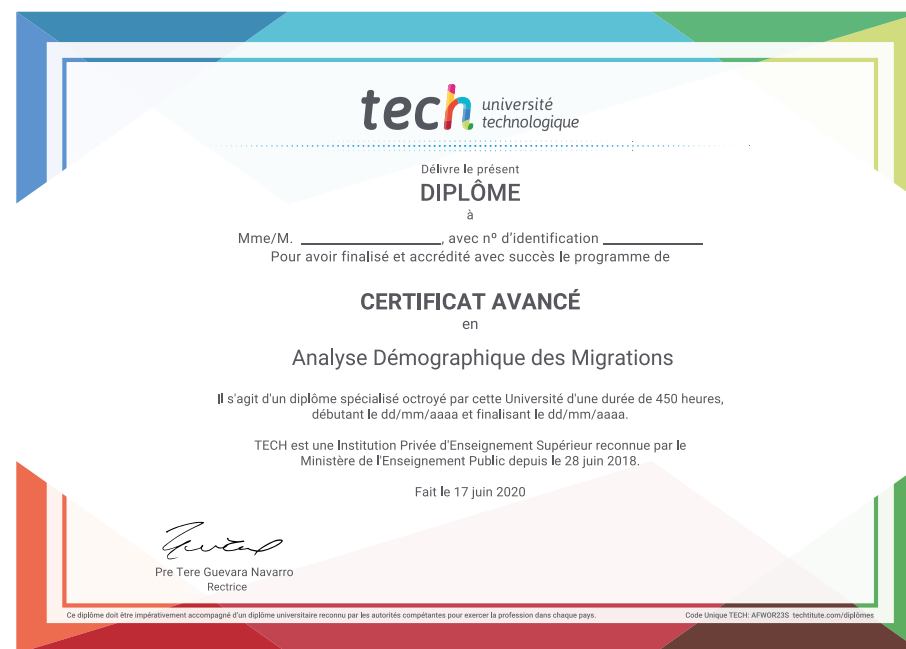 tech université
technologique
Délivre le présent
DIPLÔME
à
Mme/M. ____________________, avec nº d'identification ______________
Pour avoir finalisé et accrédité avec succès le programme de
CERTIFICAT AVANCÉ
en
Analyse Démographique des Migrations
Il s'agit d'un diplôme spécialisé octroyé par cette Université d'une durée de 450 heures,
débutant le dd/mm/aaaa et finalisant le dd/mm/aaaa.
TECH est une Institution Privée d'Enseignement Supérieur reconnue par le
Ministère de l'Enseignement Public depuis le 28 juin 2018.
Fait le 17 juin 2020
Pre Tere Guevara Navarro
Rectrice
Ce diplôme doit être impérativement accompagné d'un diplôme universitaire reconnu par les autorités compétantes pour exercer la profession dans chaque pays.
Code Unique TECH: AFWOR23S techtitute.com/diplômes